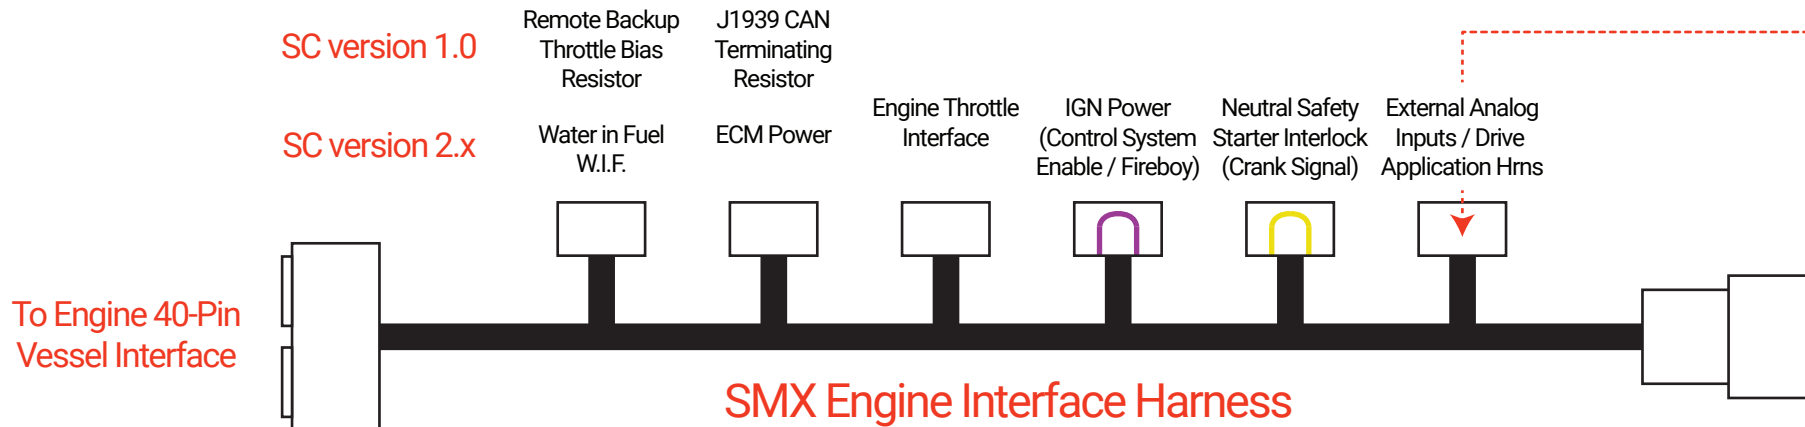 SC version 1.0
Remote Backup
Throttle Bias
Resistor
J1939 CAN
Terminating
Resistor
SC version 2.x
Water in Fuel
W.I.F.
ECM Power
Engine Throttle
Interface
IGN Power
(Control System
Enable / Fireboy)
Neutral Safety
Starter Interlock
(Crank Signal)
External Analog
Inputs / Drive
Application Hrns
To Engine 40-Pin
Vessel Interface
SMX Engine Interface Harness